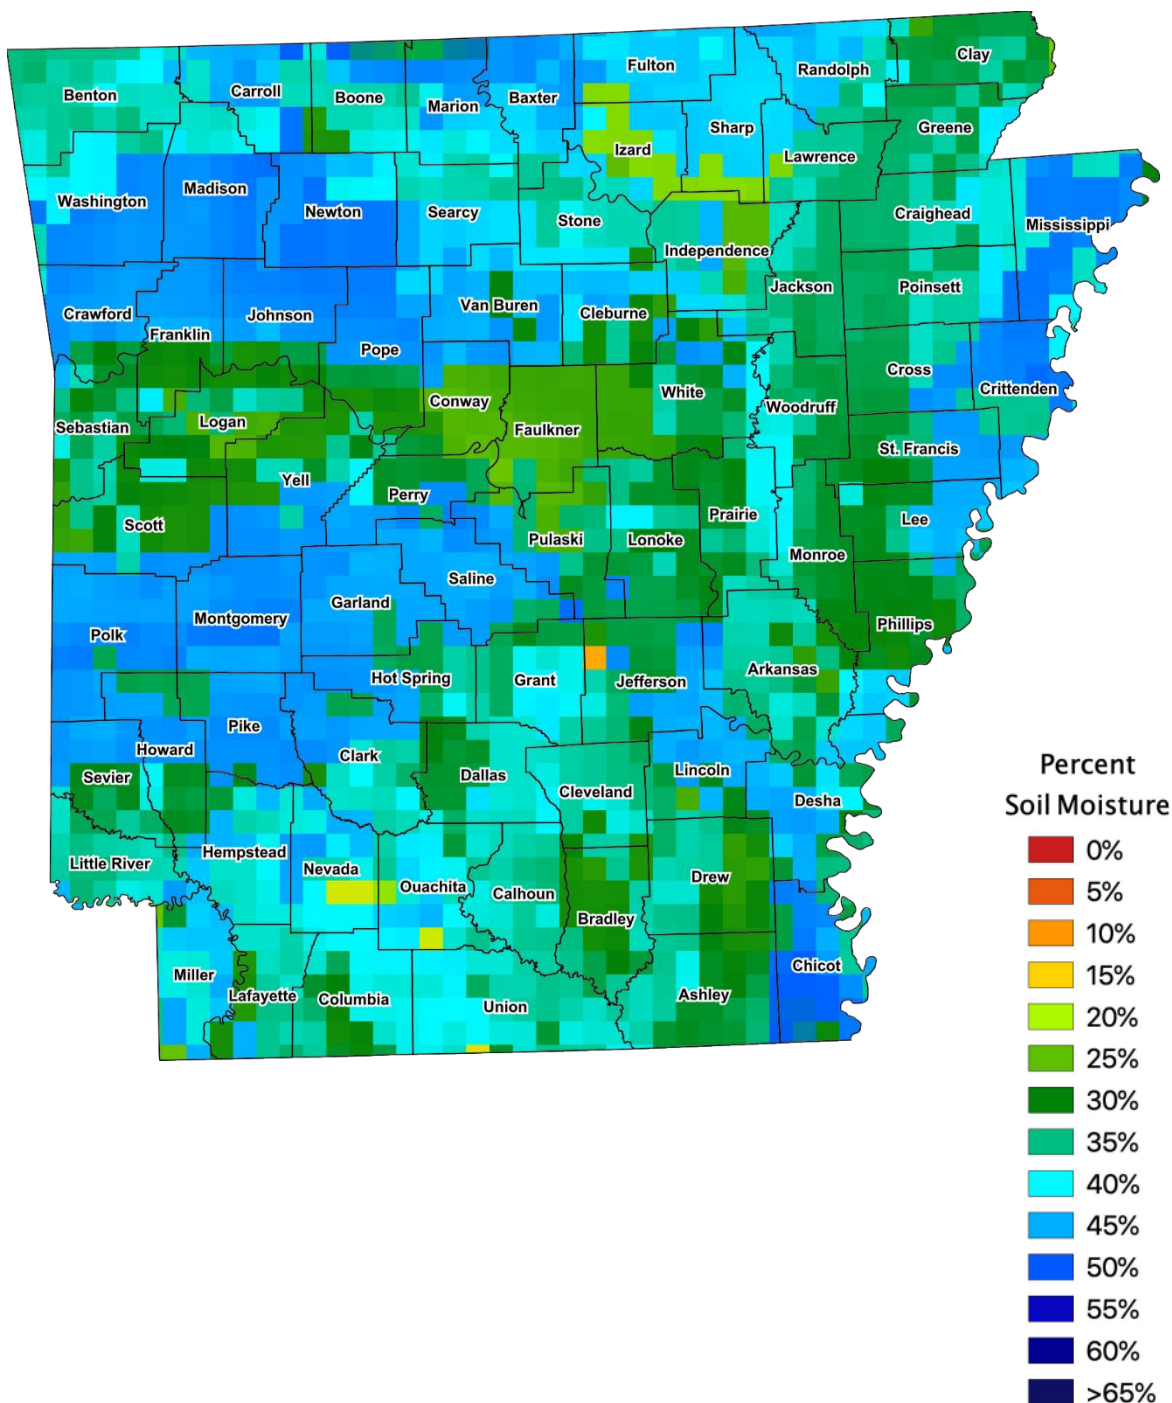 Clay
Fulton
Randolph
Benton
Carroll
Boone
Marion
Baxter
Sharp
Greene
Izard
Lawrence
Washington
Madison
Newton
Searcy
Stone
Craighead
Mississippi
Independence
Crawford
Franklin
Johnson
Van Buren
Cleburne
Jackson
Poinsett
Pope
Cross
Crittenden
Sebastian
Logan
Conway
Faulkner
White
Woodruff
St. Francis
Yell
Perry
Scott
Pulaski
Lonoke
Prairie
Lee
Monroe
Saline
Garland
Montgomery
Polk
Phillips
Hot Spring
Grant
Jefferson
Arkansas
Pike
Howard
Clark
Sevier
Dallas
Cleveland
Lincoln
Desha
Little River
Hempstead
Nevada
Ouachita
Calhoun
Drew
Bradley
Miller
Lafayette
Columbia
Union
Ashley
Chicot
Percent
Soil Moisture
0%
5%
10%
15%
20%
25%
30%
35%
40%
45%
50%
55%
60%
>65%